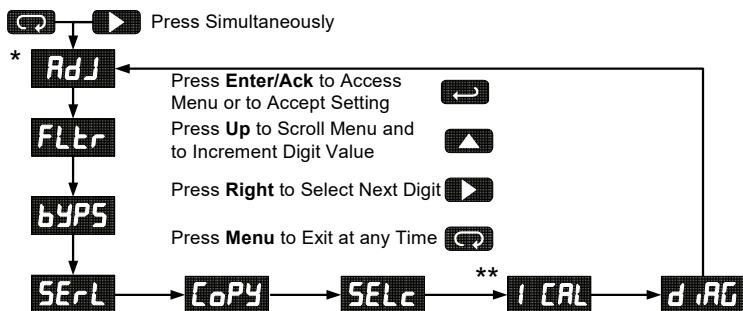 Press Simultaneously
*
AdJ
Press Enter/Ack to Access
Menu or to Accept Setting
FLtr
Press Up to Scroll Menu and
to Increment Digit Value
bYPS
Press Right to Select Next Digit
Press Menu to Exit at any Time
SErL CoPY SELc ** I CAL diAG